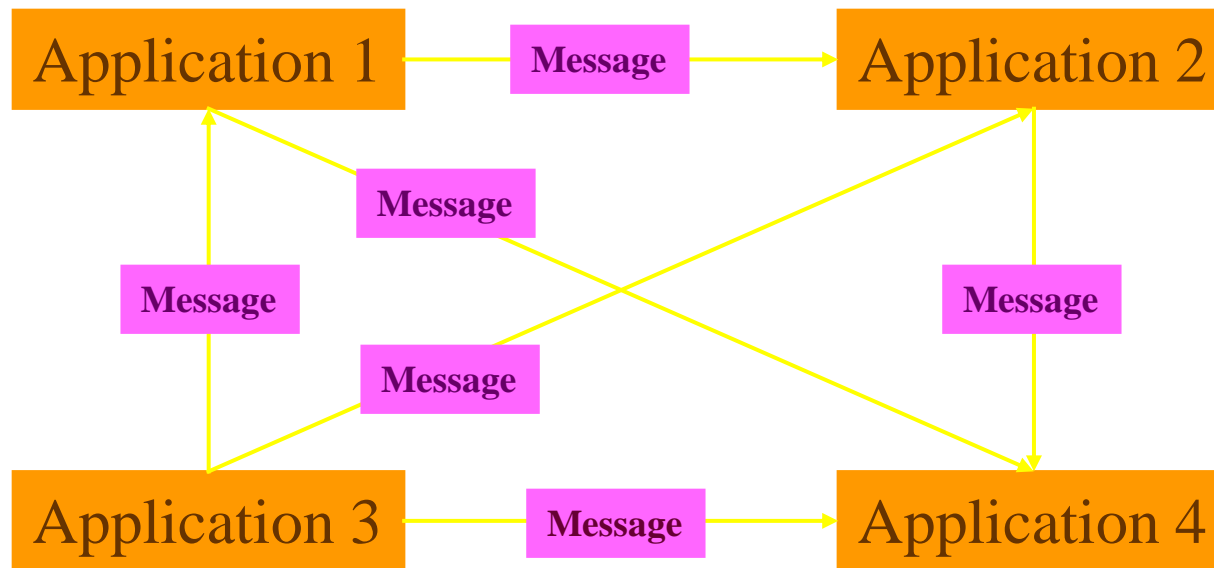 Application 1
Message
Application 2
Message
Message
Message
Message
Application 3
Message
Application 4